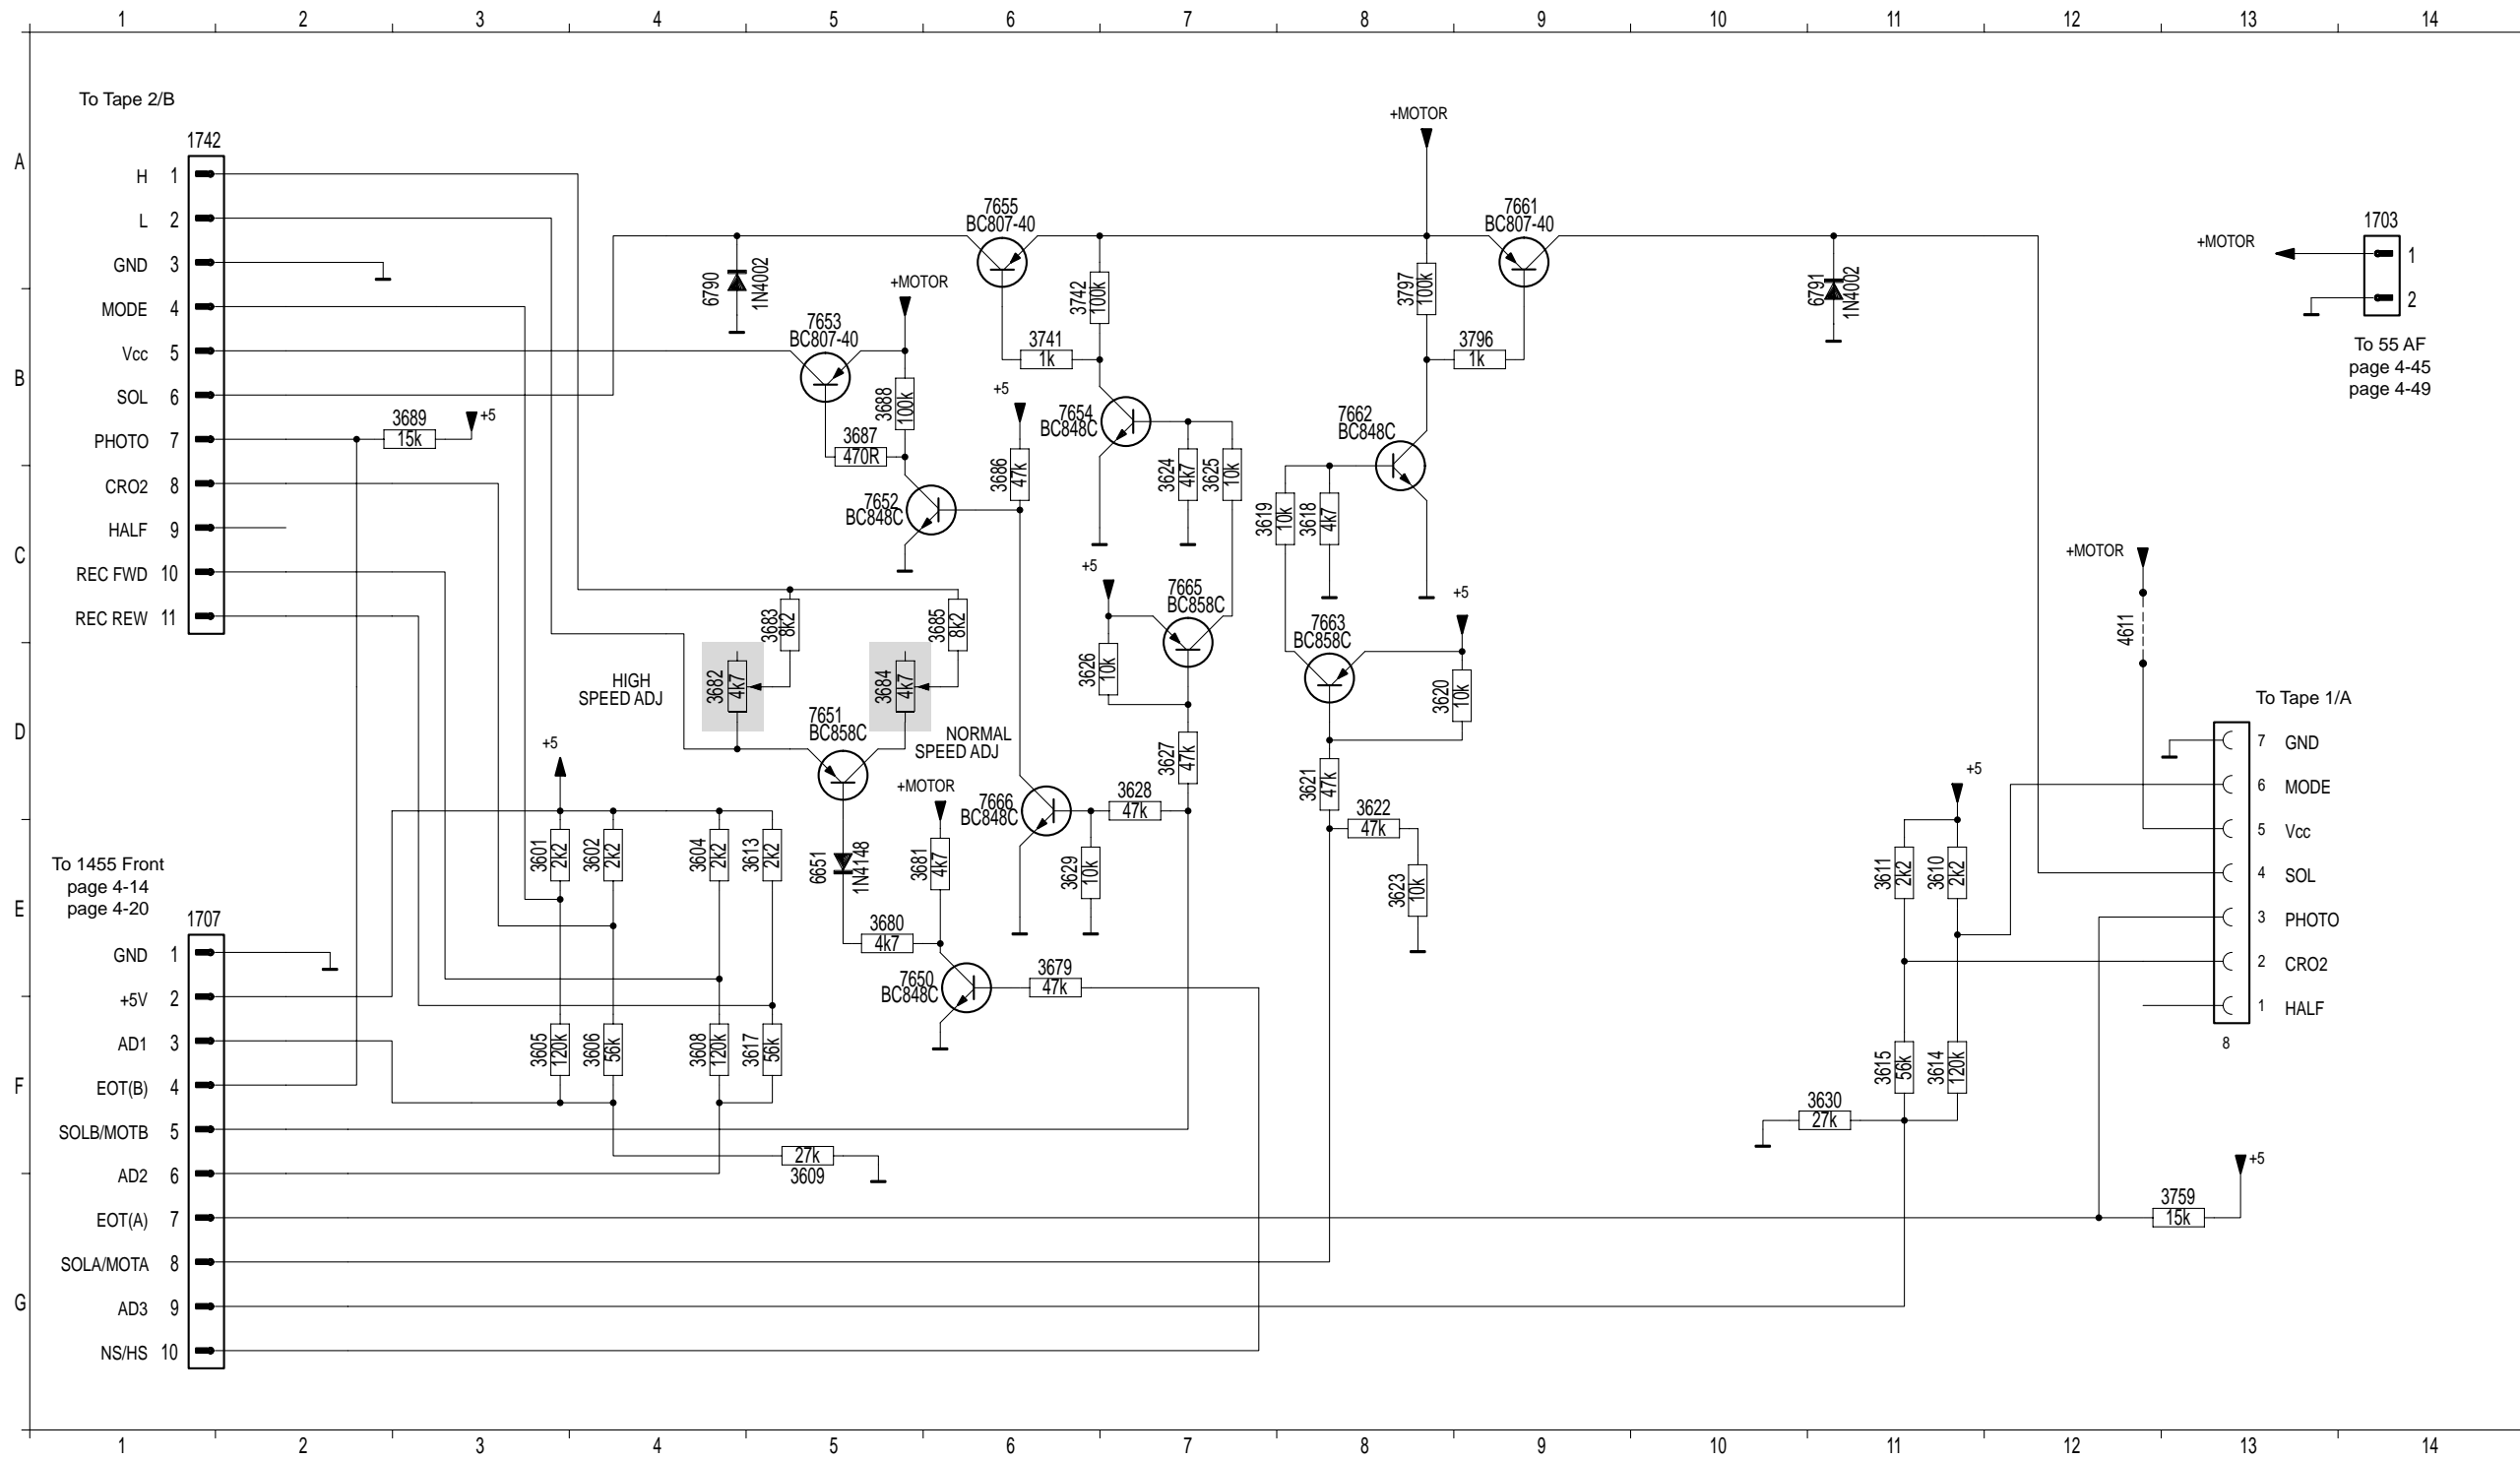 1 2 3 4 5 6 7 8 9 10 11 12 13 14
A
B
C
D
E
F
G
To Tape 2/B
1742
H 1
L 2
GND 3
MODE 4
Vcc 5
SOL 6
PHOTO 7
CRO2 8
HALF 9
REC FWD 10
REC REW 11
3689
15k
+5
6790
1N4002
7653
BC807-40
+MOTOR
3688
100k
3687
470R
7652
BC848C
7655
BC807-40
3742
100k
3741
1k
+5
3686
47k
7654
BC848C
3624
4k7
3625
10k
+MOTOR
7661
BC807-40
3797
100k
3796
1k
7662
BC848C
3619
10k
3618
4k7
6791
1N4002
+MOTOR
1703
1
2
To 55 AF
page 4-45
page 4-49
+5
7665
BC858C
3626
10k
3627
47k
7663
BC858C
+5
3620
10k
3621
47k
3622
47k
3623
10k
3683
8k2
3685
8k2
HIGH
SPEED ADJ
3682
4k7
3684
4k7
NORMAL
SPEED ADJ
7651
BC858C
6651
1N4148
+MOTOR
3681
4k7
3680
4k7
7650
BC848C
3679
47k
7666
BC848C
3628
47k
3629
10k
+5
3601
2k2
3602
2k2
3604
2k2
3613
2k2
3605
120k
3606
56k
3608
120k
3617
56k
27k
3609
To 1455 Front
page 4-14
page 4-20
1707
GND 1
+5V 2
AD1 3
EOT(B) 4
SOLB/MOTB 5
AD2 6
EOT(A) 7
SOLA/MOTA 8
AD3 9
NS/HS 10
+MOTOR
4611
+5
3611
2k2
3610
2k2
3615
56k
3614
120k
3630
27k
To Tape 1/A
7 GND
6 MODE
5 Vcc
4 SOL
3 PHOTO
2 CRO2
1 HALF
8
+5
3759
15k
1 2 3 4 5 6 7 8 9 10 11 12 13 14